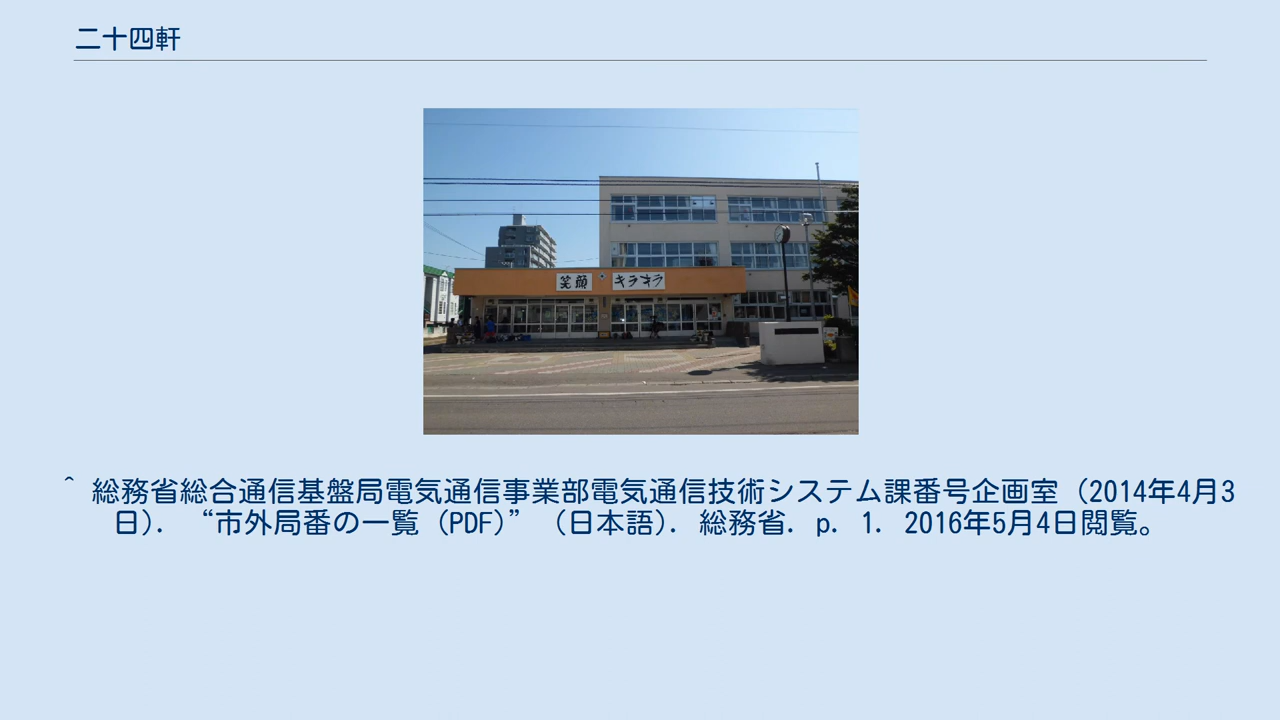 二十四軒
笑顔 キラキラ
^ 総務省総合通信基盤局電気通信事業部電気通信技術システム課番号企画室 (2014年4月3
日). “市外局番の一覧 (PDF)” (日本語). 総務省. p. 1. 2016年5月4日閲覧。